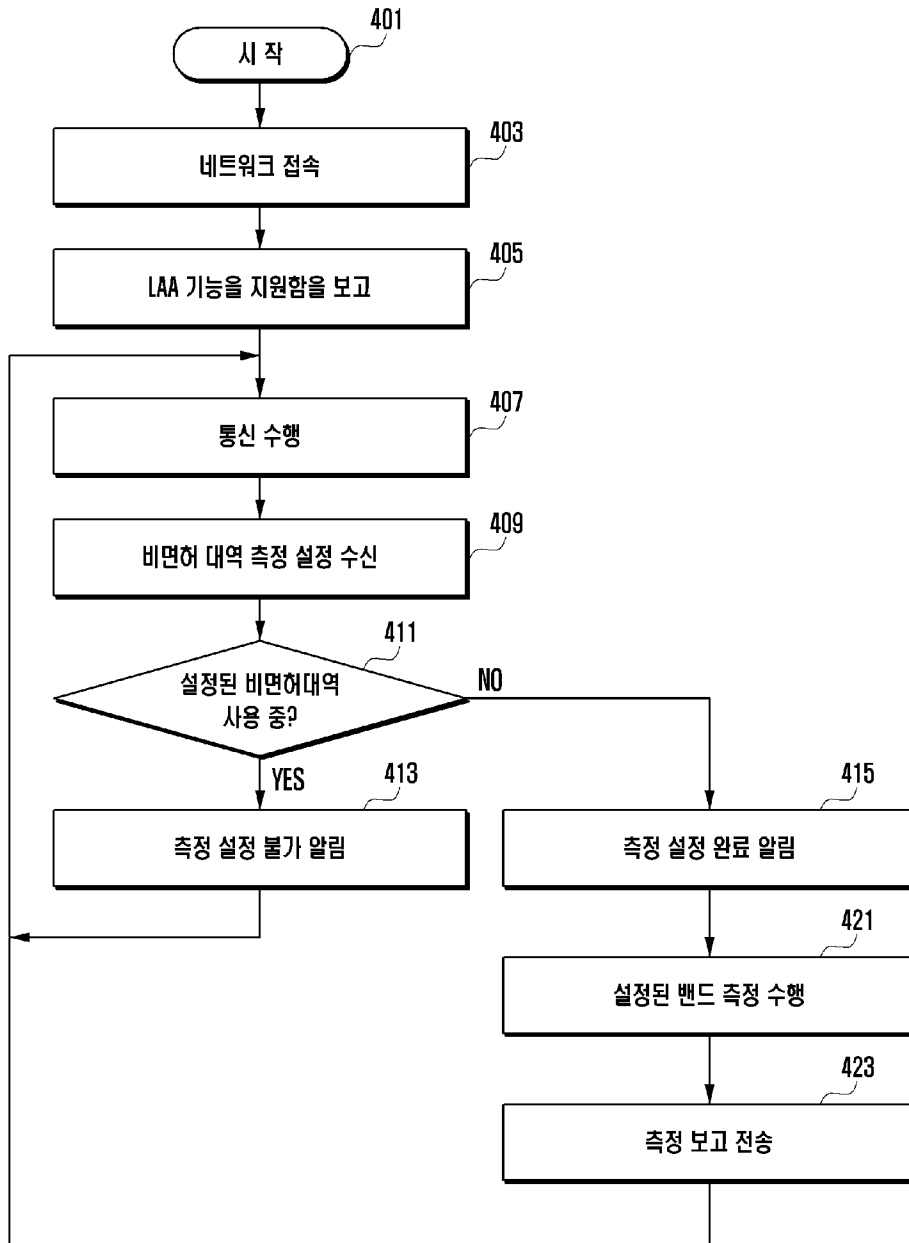 401
시 작
403
네트워크 접속
405
LAA 기능을 지원함을 보고
407
통신 수행
409
비면허 대역 측정 설정 수신
411
설정된 비면허대역
사용 중?
NO
YES
413
측정 설정 불가 알림
415
측정 설정 완료 알림
421
설정된 밴드 측정 수행
423
측정 보고 전송